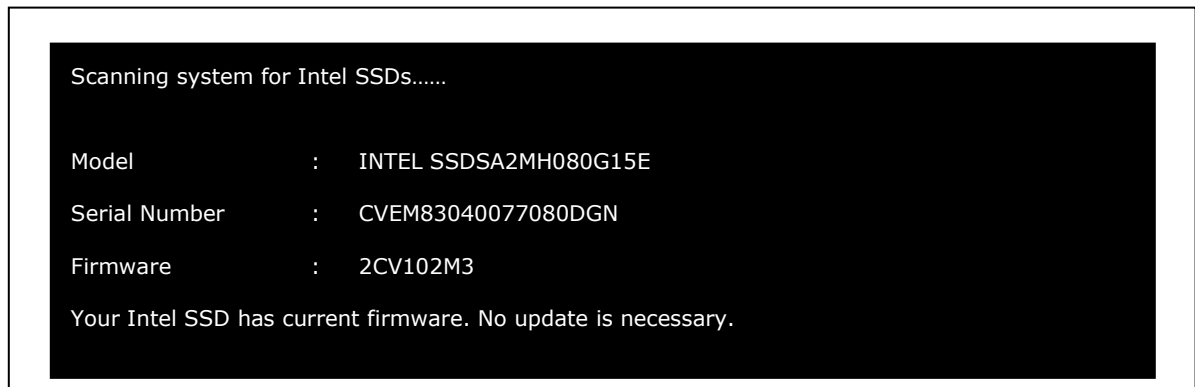 Scanning system for Intel SSDs……
Model : INTEL SSDSA2MH080G15E
Serial Number : CVEM83040077080DGN
Firmware : 2CV102M3
Your Intel SSD has current firmware. No update is necessary.